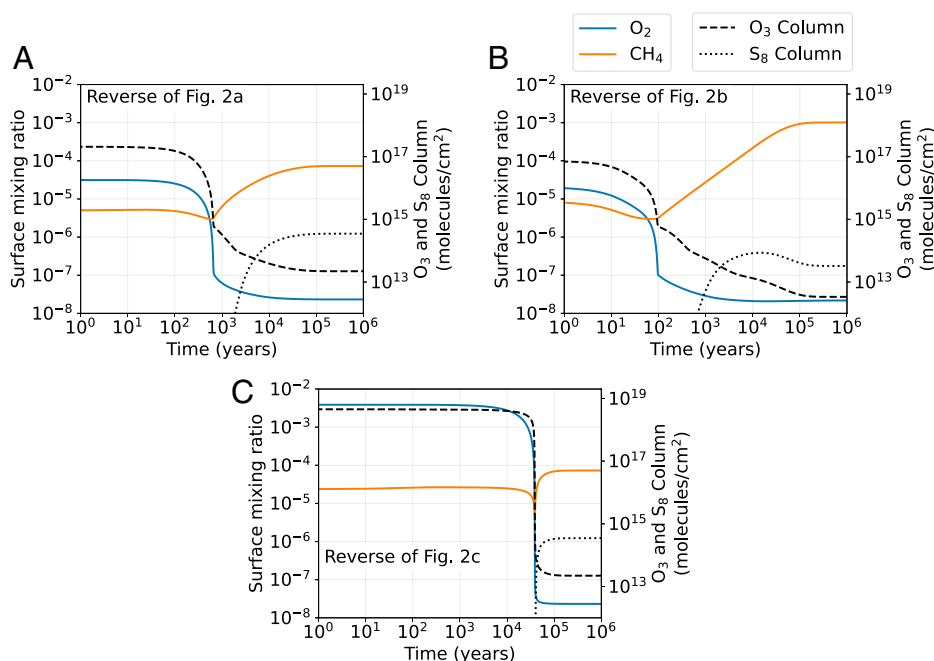 O₂
CH₄
O₃ Column
S₈ Column
A
Reverse of Fig. 2a
Surface mixing ratio
10⁻²
10⁻³
10⁻⁴
10⁻⁵
10⁻⁶
10⁻⁷
10⁻⁸
10⁰ 10¹ 10² 10³ 10⁴ 10⁵ 10⁶
Time (years)
10¹⁹
10¹⁷
10¹⁵
10¹³
O₃ and S₈ Column
(molecules/cm²)
B
Reverse of Fig. 2b
Surface mixing ratio
10⁻²
10⁻³
10⁻⁴
10⁻⁵
10⁻⁶
10⁻⁷
10⁻⁸
10⁰ 10¹ 10² 10³ 10⁴ 10⁵ 10⁶
Time (years)
10¹⁹
10¹⁷
10¹⁵
10¹³
O₃ and S₈ Column
(molecules/cm²)
C
Reverse of Fig. 2c
Surface mixing ratio
10⁻²
10⁻³
10⁻⁴
10⁻⁵
10⁻⁶
10⁻⁷
10⁻⁸
10⁰ 10¹ 10² 10³ 10⁴ 10⁵ 10⁶
Time (years)
10¹⁹
10¹⁷
10¹⁵
10¹³
O₃ and S₈ Column
(molecules/cm²)